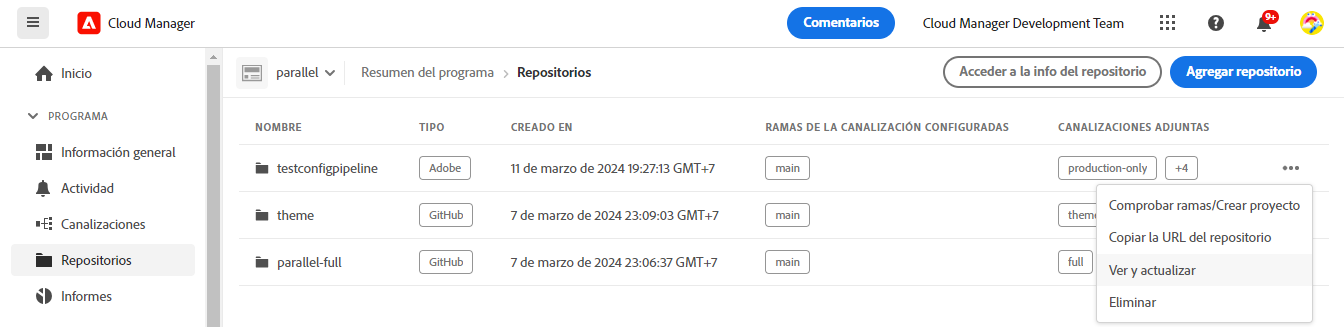 Cloud Manager
Comentarios
Cloud Manager Development Team
9+
Inicio
PROGRAMA
Información general
Actividad
Canalizaciones
Repositorios
Informes
parallel
Resumen del programa > Repositorios
Acceder a la info del repositorio
Agregar repositorio
NOMBRE TIPO CREADO EN RAMAS DE LA CANALIZACIÓN CONFIGURADAS CANALIZACIONES ADJUNTAS
testconfigpipeline Adobe 11 de marzo de 2024 19:27:13 GMT+7 main production-only +4
theme GitHub 7 de marzo de 2024 23:09:03 GMT+7 main
parallel-full GitHub 7 de marzo de 2024 23:06:37 GMT+7 main full
Comprobar ramas/Crear proyecto
Copiar la URL del repositorio
Ver y actualizar
Eliminar